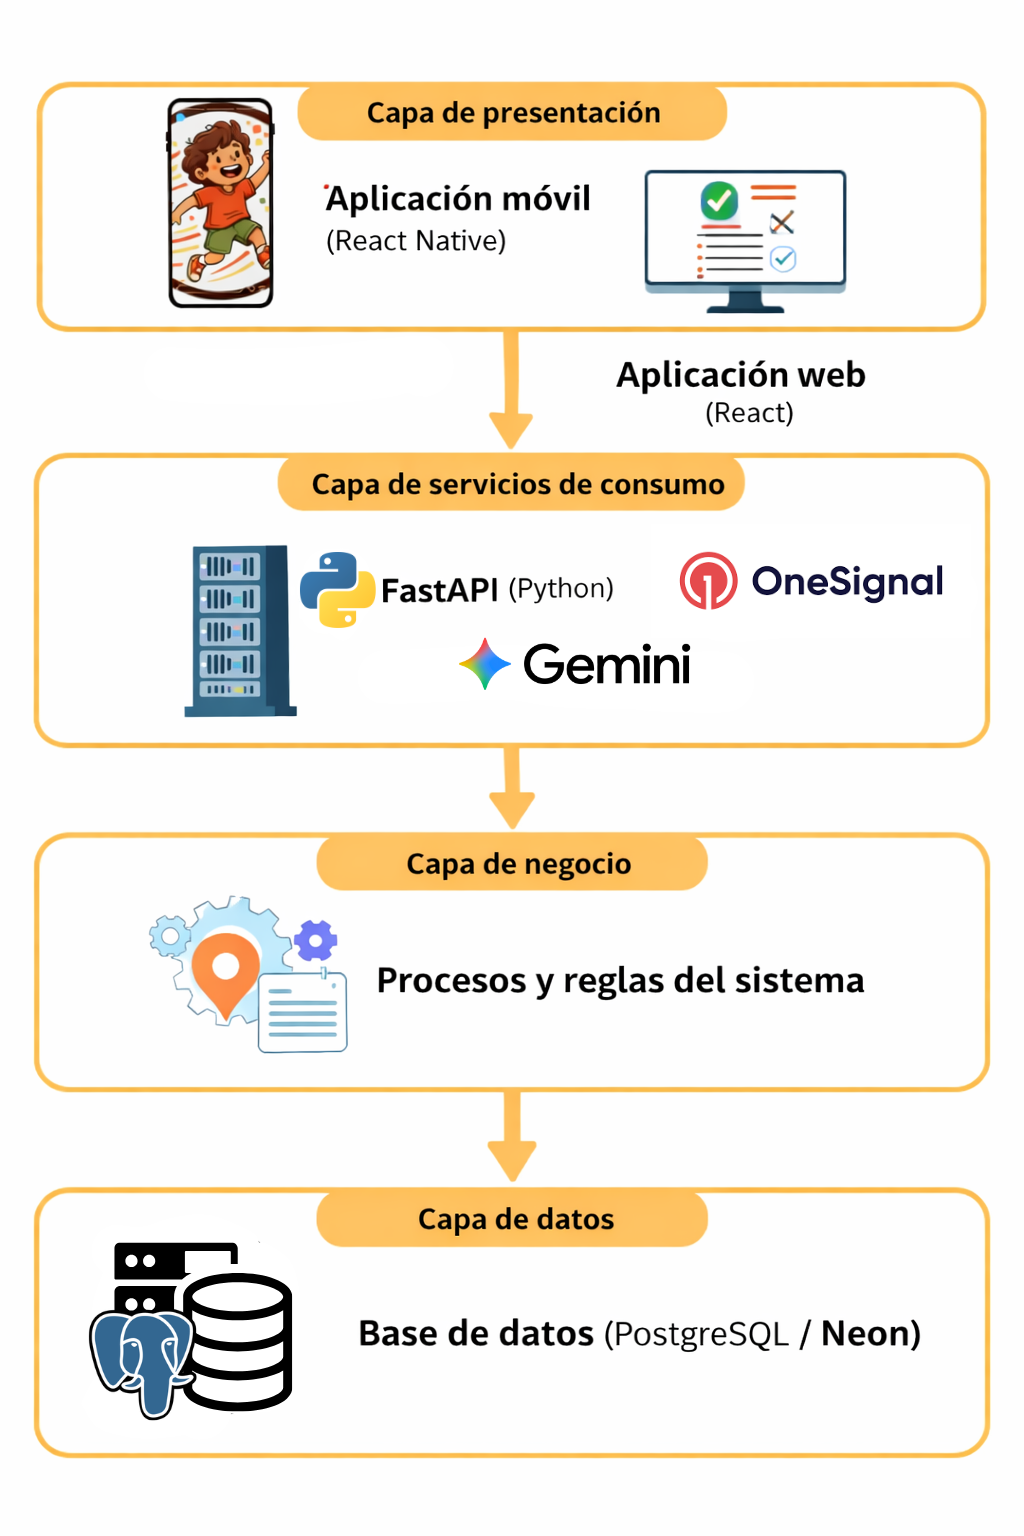 Capa de presentación
Aplicación móvil
(React Native)
Aplicación web
(React)
Capa de servicios de consumo
FastAPI (Python)
OneSignal
Gemini
Capa de negocio
Procesos y reglas del sistema
Capa de datos
Base de datos (PostgreSQL / Neon)